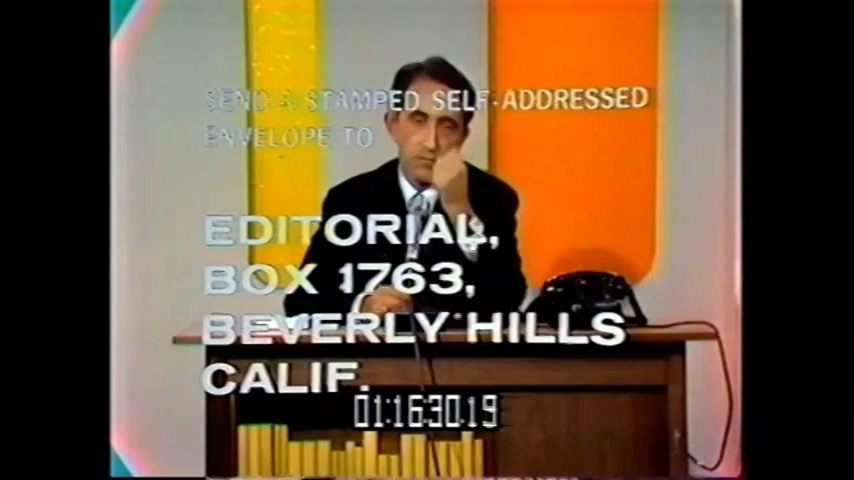 SEND A STAMPED SELF-ADDRESSED
ENVELOPE TO
EDITORIAL,
BOX 1763,
BEVERLY HILLS
CALIF.
01:16:30.19